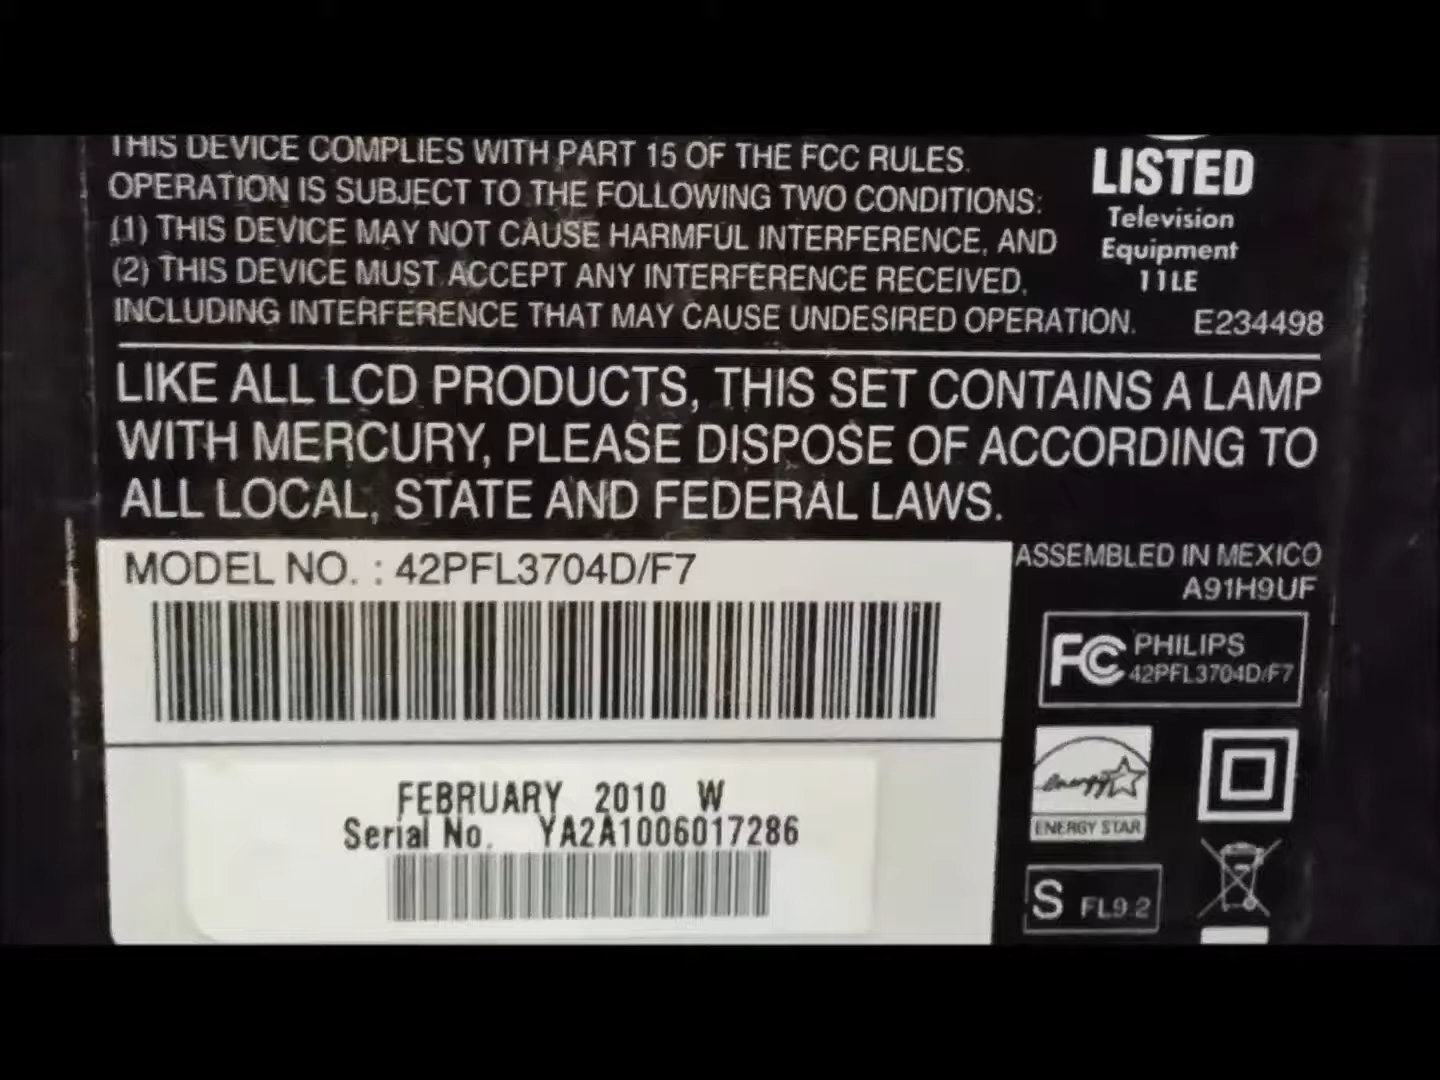 THIS DEVICE COMPLIES WITH PART 15 OF THE FCC RULES.
OPERATION IS SUBJECT TO THE FOLLOWING TWO CONDITIONS:
(1) THIS DEVICE MAY NOT CAUSE HARMFUL INTERFERENCE, AND
(2) THIS DEVICE MUST ACCEPT ANY INTERFERENCE RECEIVED,
INCLUDING INTERFERENCE THAT MAY CAUSE UNDESIRED OPERATION.
LISTED
Television
Equipment
11LE
E234498
LIKE ALL LCD PRODUCTS, THIS SET CONTAINS A LAMP
WITH MERCURY, PLEASE DISPOSE OF ACCORDING TO
ALL LOCAL, STATE AND FEDERAL LAWS.
MODEL NO. : 42PFL3704D/F7
FEBRUARY 2010 W
Serial No. YA2A1006017286
ASSEMBLED IN MEXICO
A91H9UF
FC PHILIPS
42PFL3704D/F7
energy
ENERGY STAR
S FL9.2